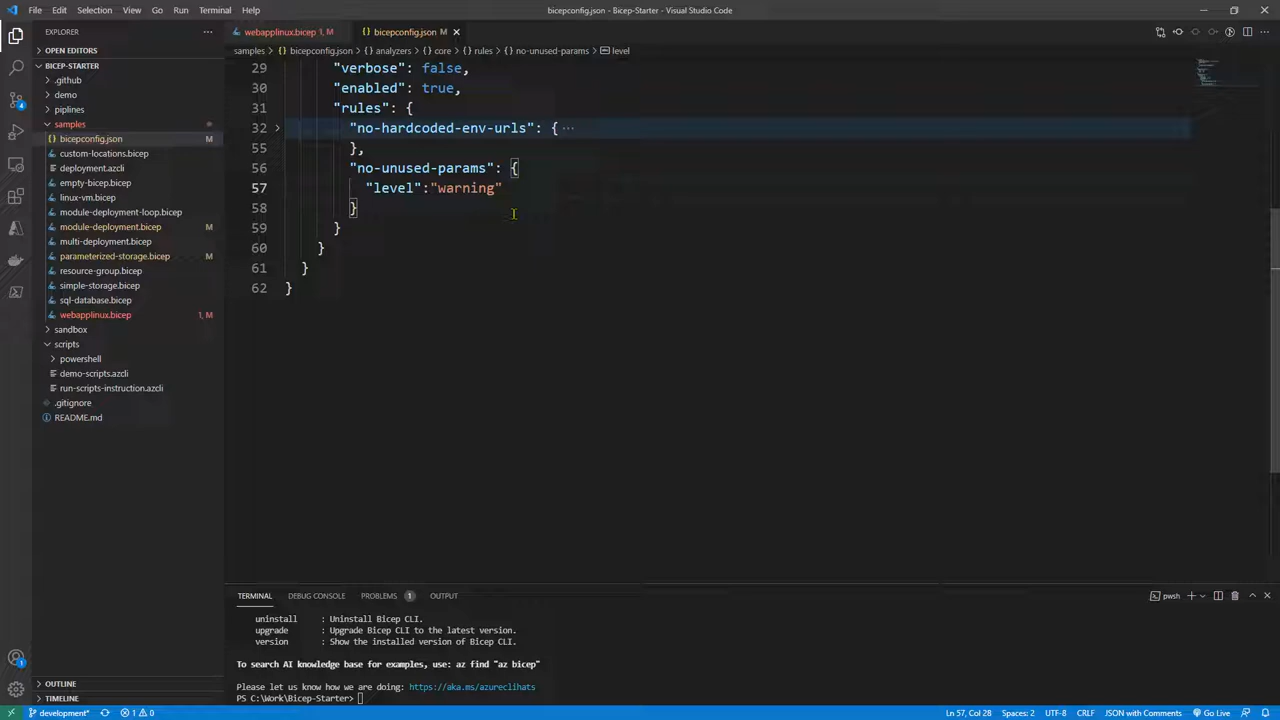 File Edit Selection View Go Run Terminal Help
bicepconfig.json - Bicep-Starter - Visual Studio Code
EXPLORER
OPEN EDITORS
BICEP-STARTER
.github
demo
piplines
samples
bicepconfig.json M
custom-locations.bicep
deployment.azcli
empty-bicep.bicep
linux-vm.bicep
module-deployment-loop.bicep
module-deployment.bicep M
multi-deployment.bicep
parameterized-storage.bicep M
resource-group.bicep
simple-storage.bicep
sql-database.bicep
webapplinux.bicep 1, M
sandbox
scripts
powershell
demo-scripts.azcli
run-scripts-instruction.azcli
.gitignore
README.md
OUTLINE
TIMELINE
4
1
webapplinux.bicep 1, M
bicepconfig.json M
samples > bicepconfig.json > analyzers > core > rules > no-unused-params > level
29 "verbose": false,
30 "enabled": true,
31 "rules": {
32 "no-hardcoded-env-urls": { ...
55 },
56 "no-unused-params": {
57 "level":"warning"
58 }
59 }
60 }
61 }
62 }
TERMINAL DEBUG CONSOLE PROBLEMS 1 OUTPUT
pwsh
uninstall : Uninstall Bicep CLI.
upgrade : Upgrade Bicep CLI to the latest version.
version : Show the installed version of Bicep CLI.
To search AI knowledge base for examples, use: az find "az bicep"
Please let us know how we are doing: https://aka.ms/azureclihats
PS C:\Work\Bicep-Starter>
development* 1 0
Ln 57, Col 28 Spaces: 2 UTF-8 CRLF JSON with Comments Go Live